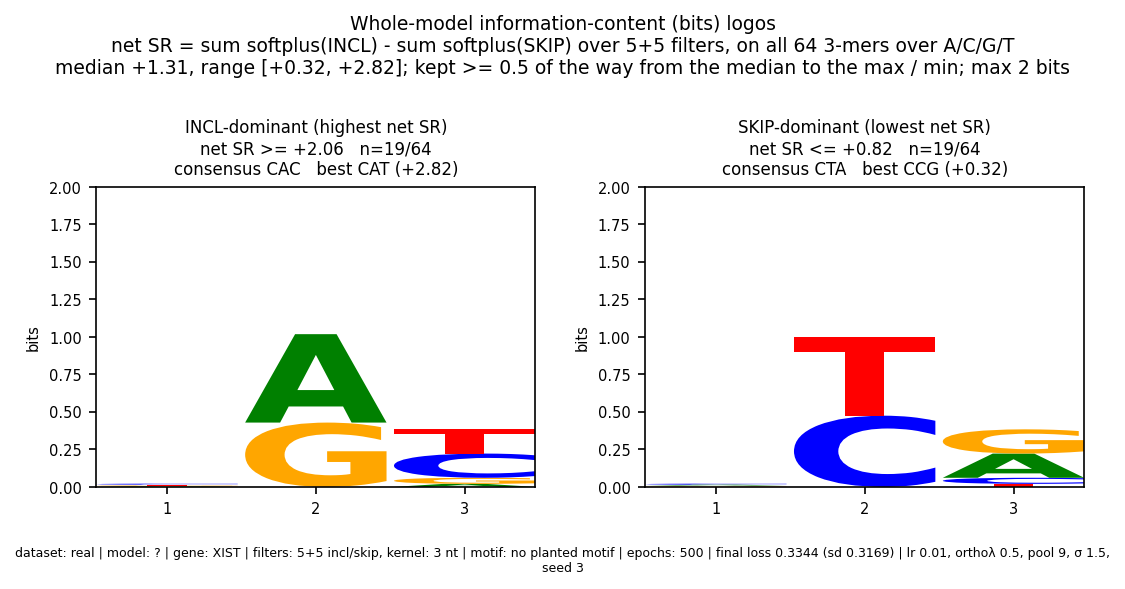 Whole-model information-content (bits) logos
net SR = sum softplus(INCL) - sum softplus(SKIP) over 5+5 filters, on all 64 3-mers over A/C/G/T
median +1.31, range [+0.32, +2.82]; kept >= 0.5 of the way from the median to the max / min; max 2 bits
INCL-dominant (highest net SR)
net SR >= +2.06   n=19/64
consensus CAC   best CAT (+2.82)
2.00
1.75
1.50
1.25
1.00
0.75
0.50
0.25
0.00
bits
A
G
T
C
G
A
1
2
3
SKIP-dominant (lowest net SR)
net SR <= +0.82   n=19/64
consensus CTA   best CCG (+0.32)
2.00
1.75
1.50
1.25
1.00
0.75
0.50
0.25
0.00
bits
T
C
G
A
C
T
1
2
3
dataset: real | model: ? | gene: XIST | filters: 5+5 incl/skip, kernel: 3 nt | motif: no planted motif | epochs: 500 | final loss 0.3344 (sd 0.3169) | lr 0.01, orthoλ 0.5, pool 9, σ 1.5,
seed 3